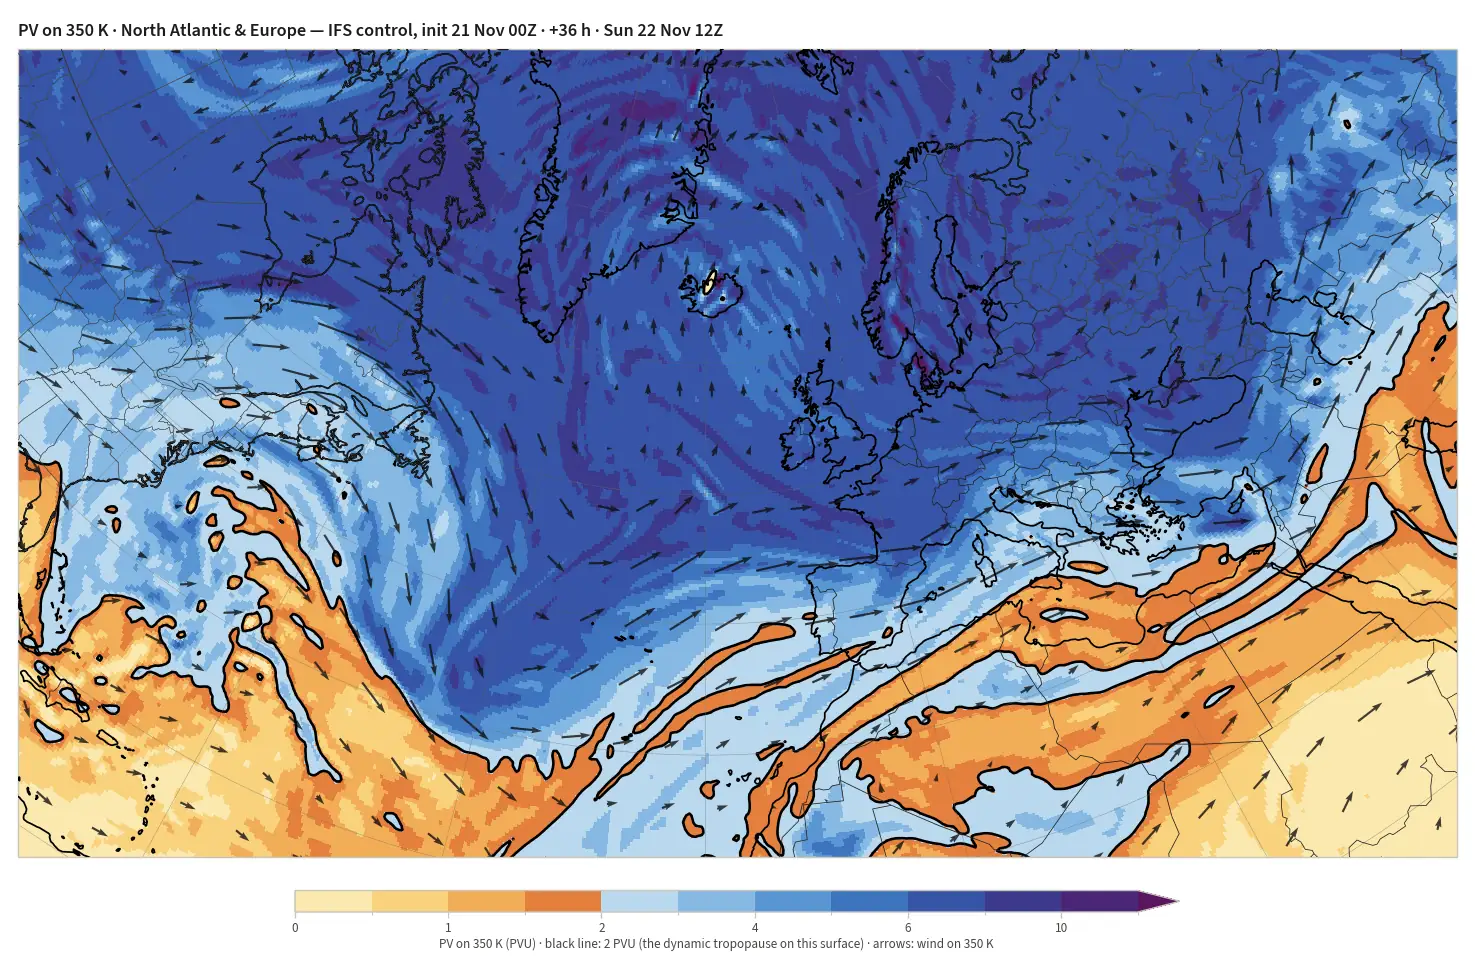 PV on 350 K · North Atlantic & Europe — IFS control, init 21 Nov 00Z · +36 h · Sun 22 Nov 12Z
0 1 2 4 6 10
PV on 350 K (PVU) · black line: 2 PVU (the dynamic tropopause on this surface) · arrows: wind on 350 K